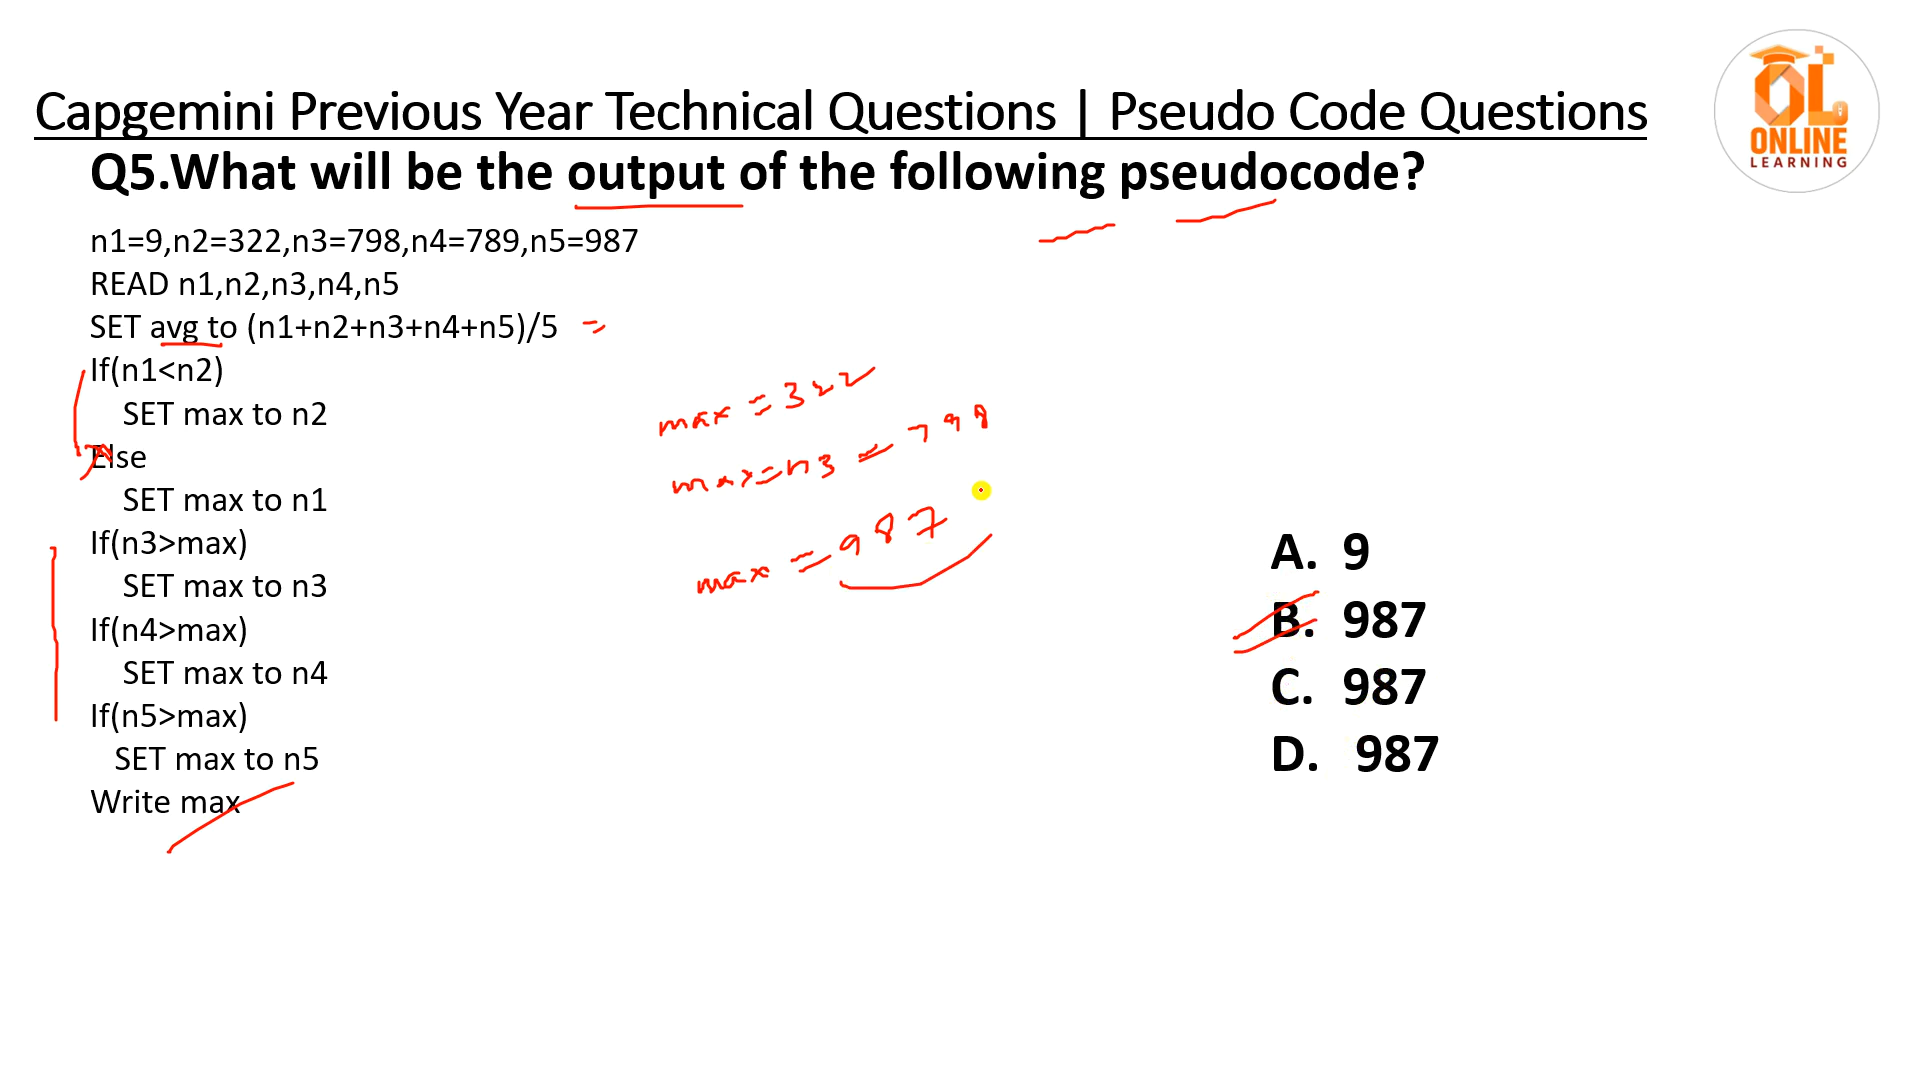 Capgemini Previous Year Technical Questions | Pseudo Code Questions
OL
ONLINE
LEARNING
Q5.What will be the output of the following pseudocode?
n1=9,n2=322,n3=798,n4=789,n5=987
READ n1,n2,n3,n4,n5
SET avg to (n1+n2+n3+n4+n5)/5 =
If(n1<n2)
SET max to n2
Else
SET max to n1
If(n3>max)
SET max to n3
If(n4>max)
SET max to n4
If(n5>max)
SET max to n5
Write max
max = 322
max=n3 = 798
max = 987
A. 9
B. 987
C. 987
D. 987